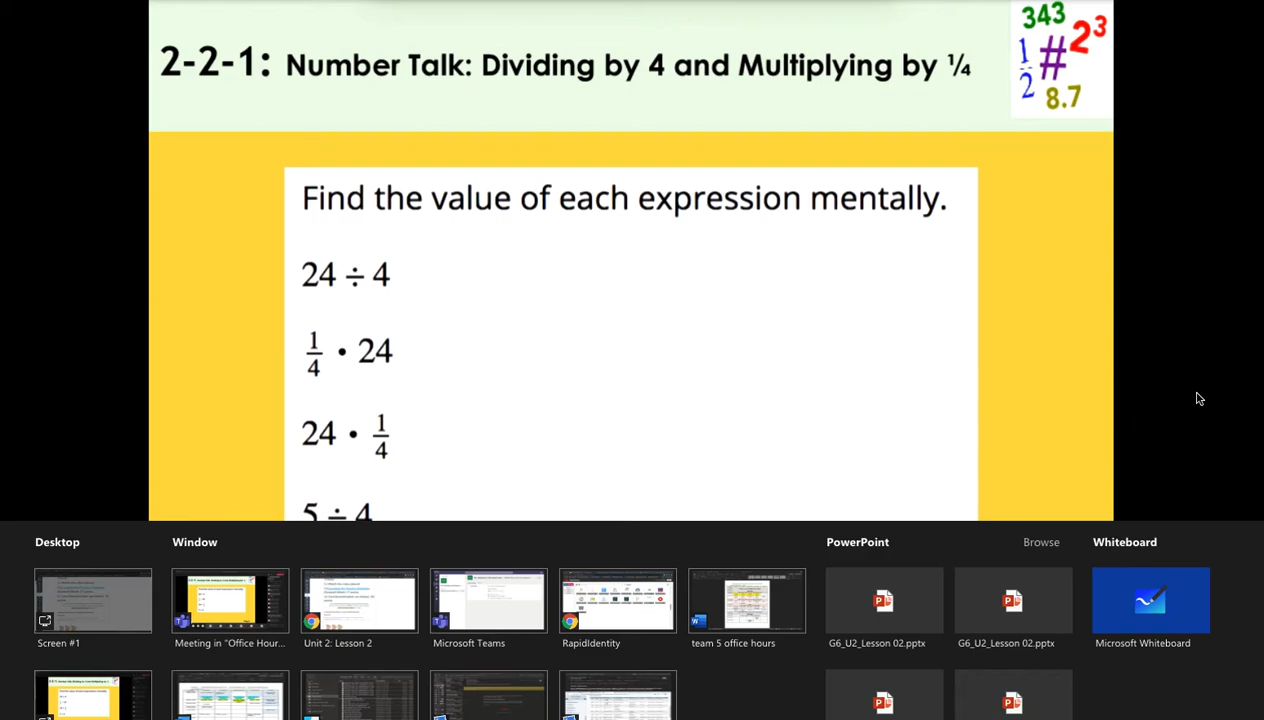 343
2³
1/2
#
8.7
2-2-1: Number Talk: Dividing by 4 and Multiplying by ¼
Find the value of each expression mentally.
24 ÷ 4
1/4 • 24
24 • 1/4
5 ÷ 4
Desktop
Window
PowerPoint
Browse
Whiteboard
Screen #1
Meeting in "Office Hour...
Unit 2: Lesson 2
Microsoft Teams
RapidIdentity
team 5 office hours
G6_U2_Lesson 02.pptx
G6_U2_Lesson 02.pptx
Microsoft Whiteboard